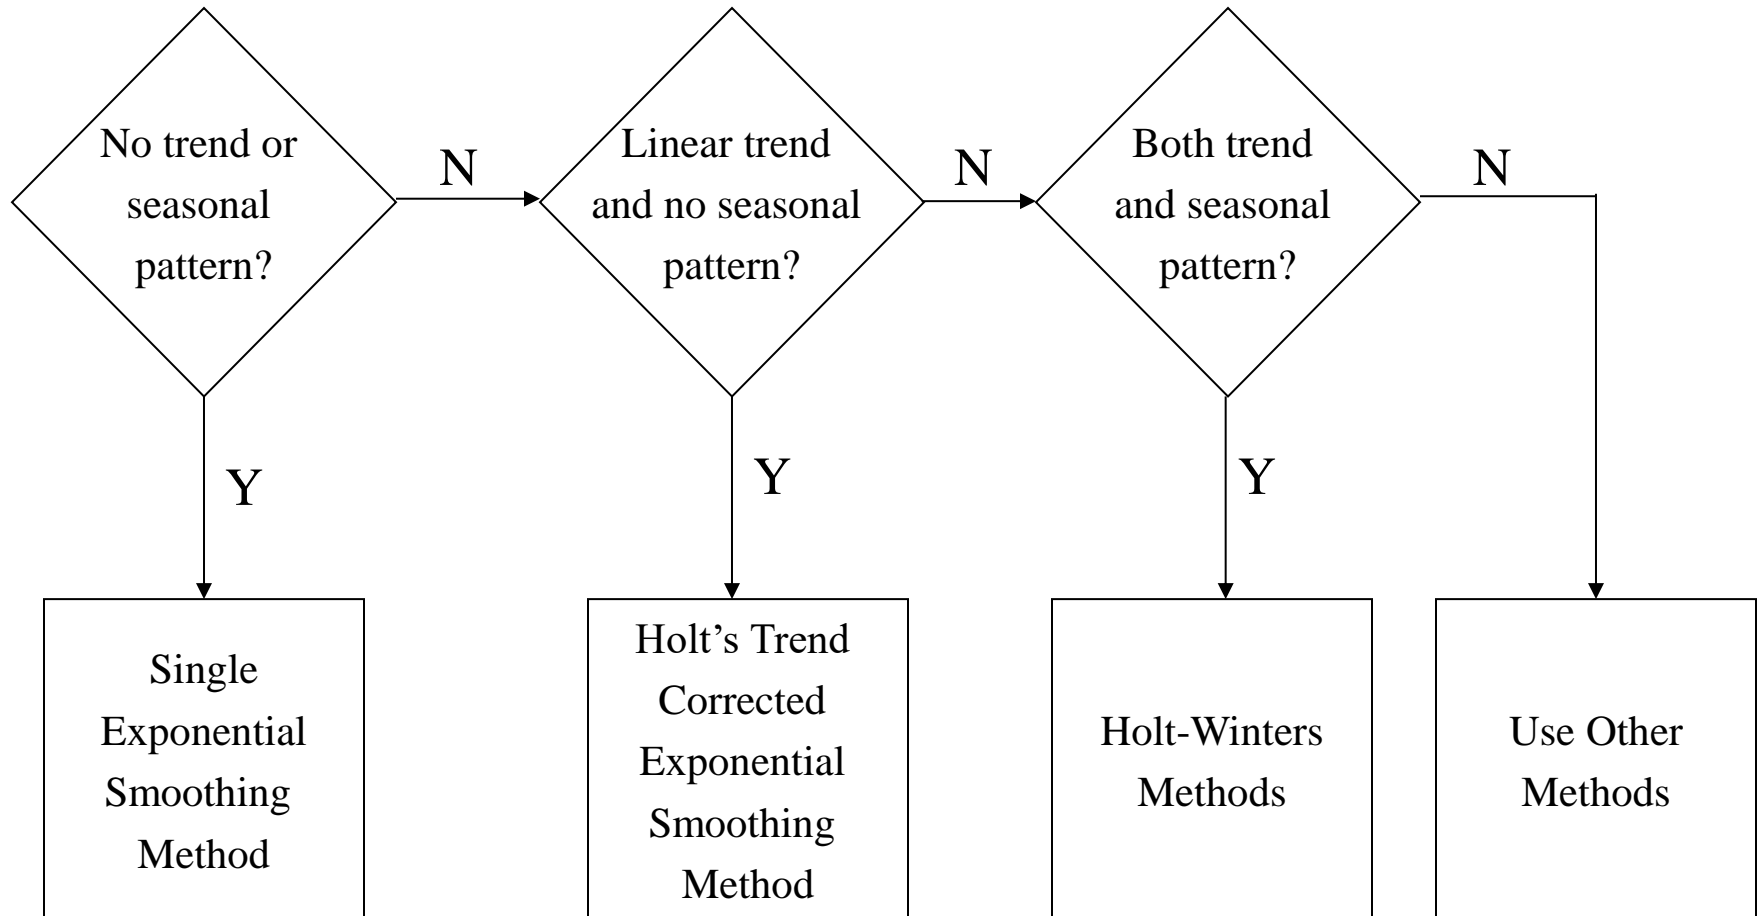 No trend or
seasonal
pattern?
N
Linear trend
and no seasonal
pattern?
N
Both trend
and seasonal
pattern?
N
Y
Y
Y
Single
Exponential
Smoothing
Method
Holt’s Trend
Corrected
Exponential
Smoothing
Method
Holt-Winters
Methods
Use Other
Methods